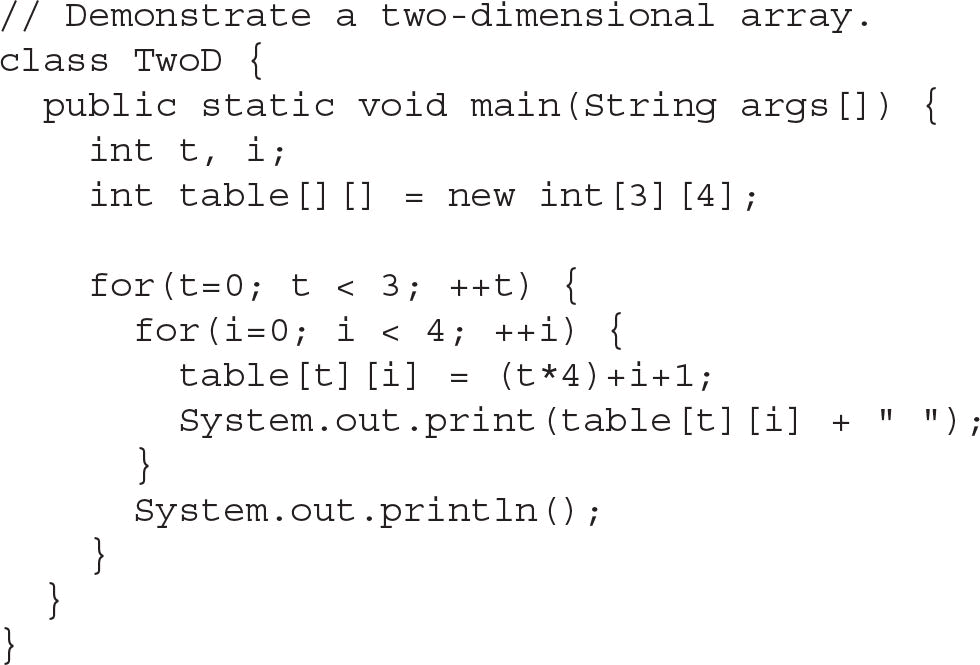 // Demonstrate a two-dimensional array.
class TwoD {
  public static void main(String args[]) {
    int t, i;
    int table[][] = new int[3][4];

    for(t=0; t < 3; ++t) {
      for(i=0; i < 4; ++i) {
        table[t][i] = (t*4)+i+1;
        System.out.print(table[t][i] + " ");
      }
      System.out.println();
    }
  }
}